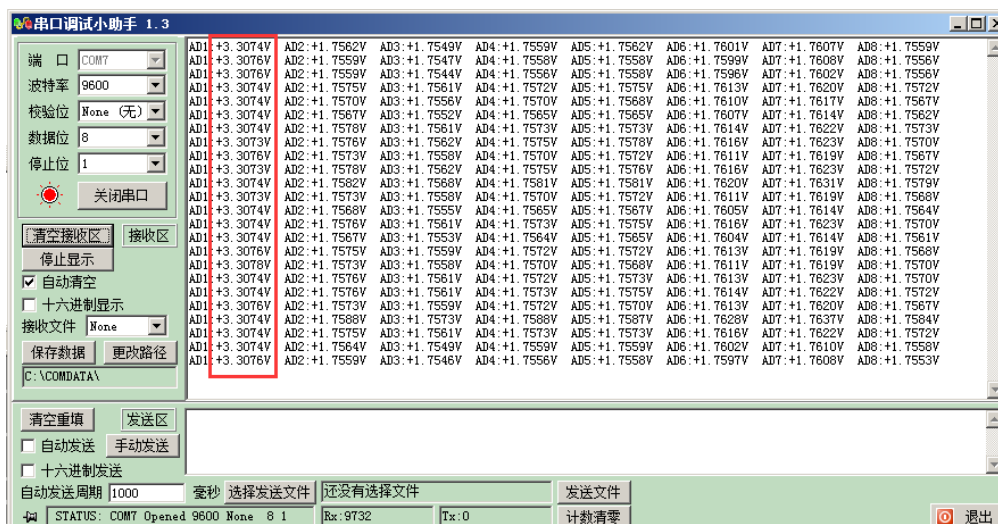 串口调试小助手 1.3
端 口 COM7
波特率 9600
校验位 None (无)
数据位 8
停止位 1
关闭串口
清空接收区 接收区
停止显示
自动清空
十六进制显示
接收文件 None
保存数据 更改路径
C:\COMDATA\
AD1:+3.3074V AD2:+1.7562V AD3:+1.7549V AD4:+1.7559V AD5:+1.7562V AD6:+1.7601V AD7:+1.7607V AD8:+1.7559V
AD1:+3.3076V AD2:+1.7559V AD3:+1.7547V AD4:+1.7558V AD5:+1.7558V AD6:+1.7599V AD7:+1.7608V AD8:+1.7556V
AD1:+3.3074V AD2:+1.7559V AD3:+1.7544V AD4:+1.7556V AD5:+1.7558V AD6:+1.7596V AD7:+1.7602V AD8:+1.7556V
AD1:+3.3074V AD2:+1.7575V AD3:+1.7561V AD4:+1.7572V AD5:+1.7575V AD6:+1.7613V AD7:+1.7620V AD8:+1.7572V
AD1:+3.3074V AD2:+1.7570V AD3:+1.7556V AD4:+1.7570V AD5:+1.7568V AD6:+1.7610V AD7:+1.7617V AD8:+1.7567V
AD1:+3.3074V AD2:+1.7567V AD3:+1.7552V AD4:+1.7565V AD5:+1.7565V AD6:+1.7607V AD7:+1.7614V AD8:+1.7562V
AD1:+3.3074V AD2:+1.7578V AD3:+1.7561V AD4:+1.7573V AD5:+1.7573V AD6:+1.7614V AD7:+1.7622V AD8:+1.7573V
AD1:+3.3073V AD2:+1.7576V AD3:+1.7562V AD4:+1.7575V AD5:+1.7578V AD6:+1.7616V AD7:+1.7623V AD8:+1.7570V
AD1:+3.3076V AD2:+1.7573V AD3:+1.7558V AD4:+1.7570V AD5:+1.7572V AD6:+1.7611V AD7:+1.7619V AD8:+1.7567V
AD1:+3.3073V AD2:+1.7578V AD3:+1.7562V AD4:+1.7575V AD5:+1.7576V AD6:+1.7616V AD7:+1.7623V AD8:+1.7572V
AD1:+3.3074V AD2:+1.7582V AD3:+1.7568V AD4:+1.7581V AD5:+1.7581V AD6:+1.7620V AD7:+1.7631V AD8:+1.7579V
AD1:+3.3073V AD2:+1.7573V AD3:+1.7558V AD4:+1.7570V AD5:+1.7572V AD6:+1.7611V AD7:+1.7619V AD8:+1.7568V
AD1:+3.3074V AD2:+1.7568V AD3:+1.7555V AD4:+1.7565V AD5:+1.7567V AD6:+1.7605V AD7:+1.7614V AD8:+1.7564V
AD1:+3.3074V AD2:+1.7576V AD3:+1.7561V AD4:+1.7573V AD5:+1.7575V AD6:+1.7616V AD7:+1.7623V AD8:+1.7570V
AD1:+3.3074V AD2:+1.7567V AD3:+1.7553V AD4:+1.7564V AD5:+1.7565V AD6:+1.7604V AD7:+1.7614V AD8:+1.7561V
AD1:+3.3076V AD2:+1.7575V AD3:+1.7559V AD4:+1.7570V AD5:+1.7572V AD6:+1.7613V AD7:+1.7619V AD8:+1.7568V
AD1:+3.3078V AD2:+1.7573V AD3:+1.7558V AD4:+1.7570V AD5:+1.7568V AD6:+1.7611V AD7:+1.7619V AD8:+1.7570V
AD1:+3.3074V AD2:+1.7576V AD3:+1.7561V AD4:+1.7572V AD5:+1.7573V AD6:+1.7613V AD7:+1.7623V AD8:+1.7570V
AD1:+3.3074V AD2:+1.7576V AD3:+1.7561V AD4:+1.7573V AD5:+1.7575V AD6:+1.7614V AD7:+1.7622V AD8:+1.7572V
AD1:+3.3076V AD2:+1.7573V AD3:+1.7559V AD4:+1.7572V AD5:+1.7570V AD6:+1.7613V AD7:+1.7620V AD8:+1.7567V
AD1:+3.3074V AD2:+1.7588V AD3:+1.7573V AD4:+1.7588V AD5:+1.7587V AD6:+1.7628V AD7:+1.7637V AD8:+1.7584V
AD1:+3.3074V AD2:+1.7575V AD3:+1.7561V AD4:+1.7573V AD5:+1.7573V AD6:+1.7616V AD7:+1.7622V AD8:+1.7572V
AD1:+3.3074V AD2:+1.7564V AD3:+1.7549V AD4:+1.7559V AD5:+1.7559V AD6:+1.7602V AD7:+1.7610V AD8:+1.7558V
AD1:+3.3076V AD2:+1.7559V AD3:+1.7546V AD4:+1.7556V AD5:+1.7558V AD6:+1.7597V AD7:+1.7608V AD8:+1.7553V
清空重填 发送区
自动发送 手动发送
十六进制发送
自动发送周期 1000 毫秒 选择发送文件 还没有选择文件 发送文件
STATUS: COM7 Opened 9600 None 8 1 Rx:9732 Tx:0 计数清零 退出